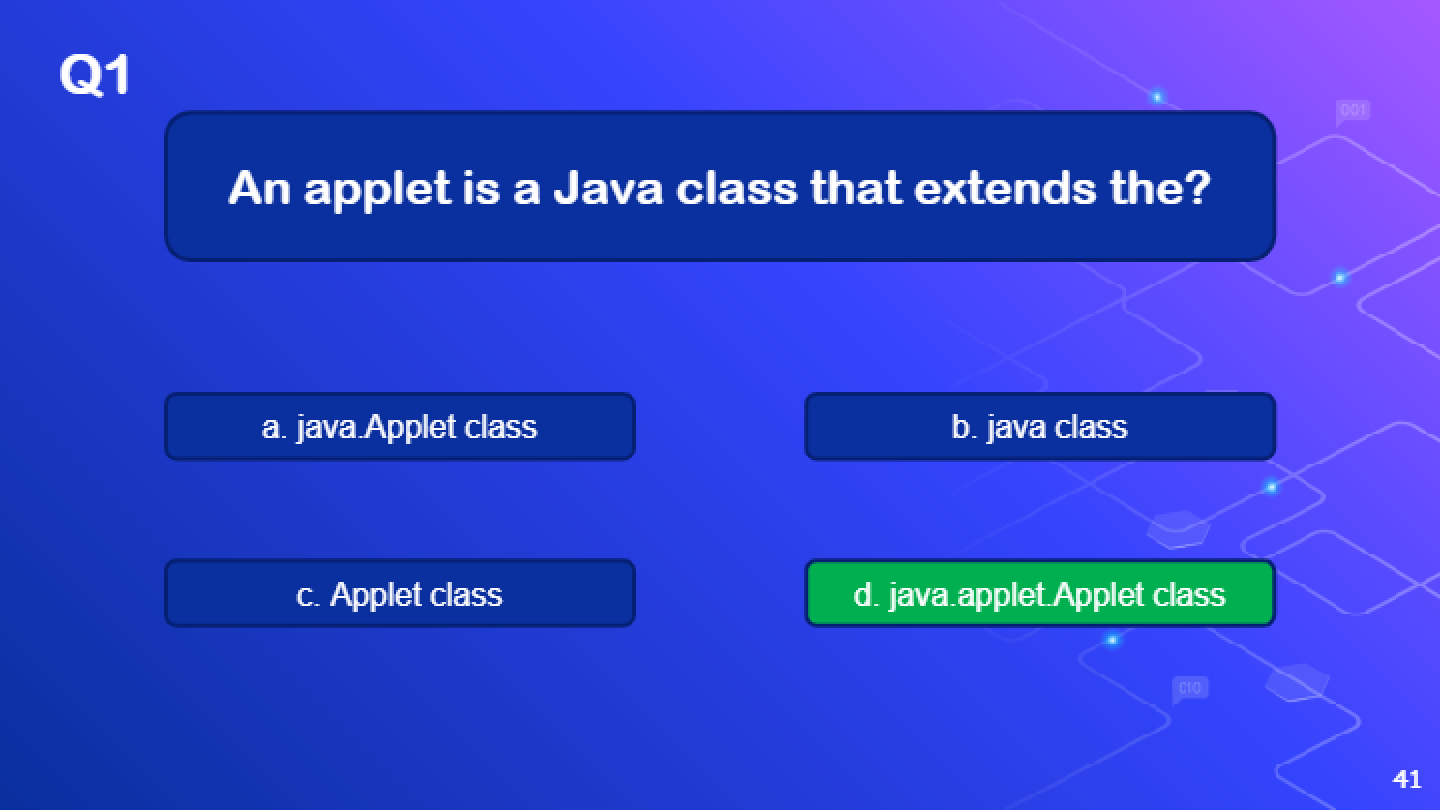 Q1
An applet is a Java class that extends the?
a. java.Applet class
b. java class
c. Applet class
d. java.applet.Applet class
001
010
41